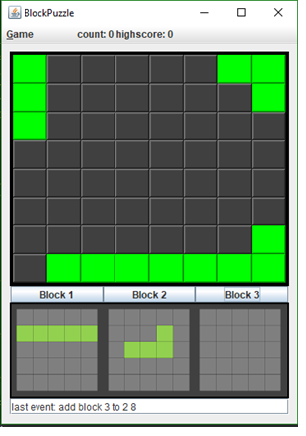 BlockPuzzle
Game count: 0 highscore: 0
Block 1 Block 2 Block 3
last event: add block 3 to 2 8